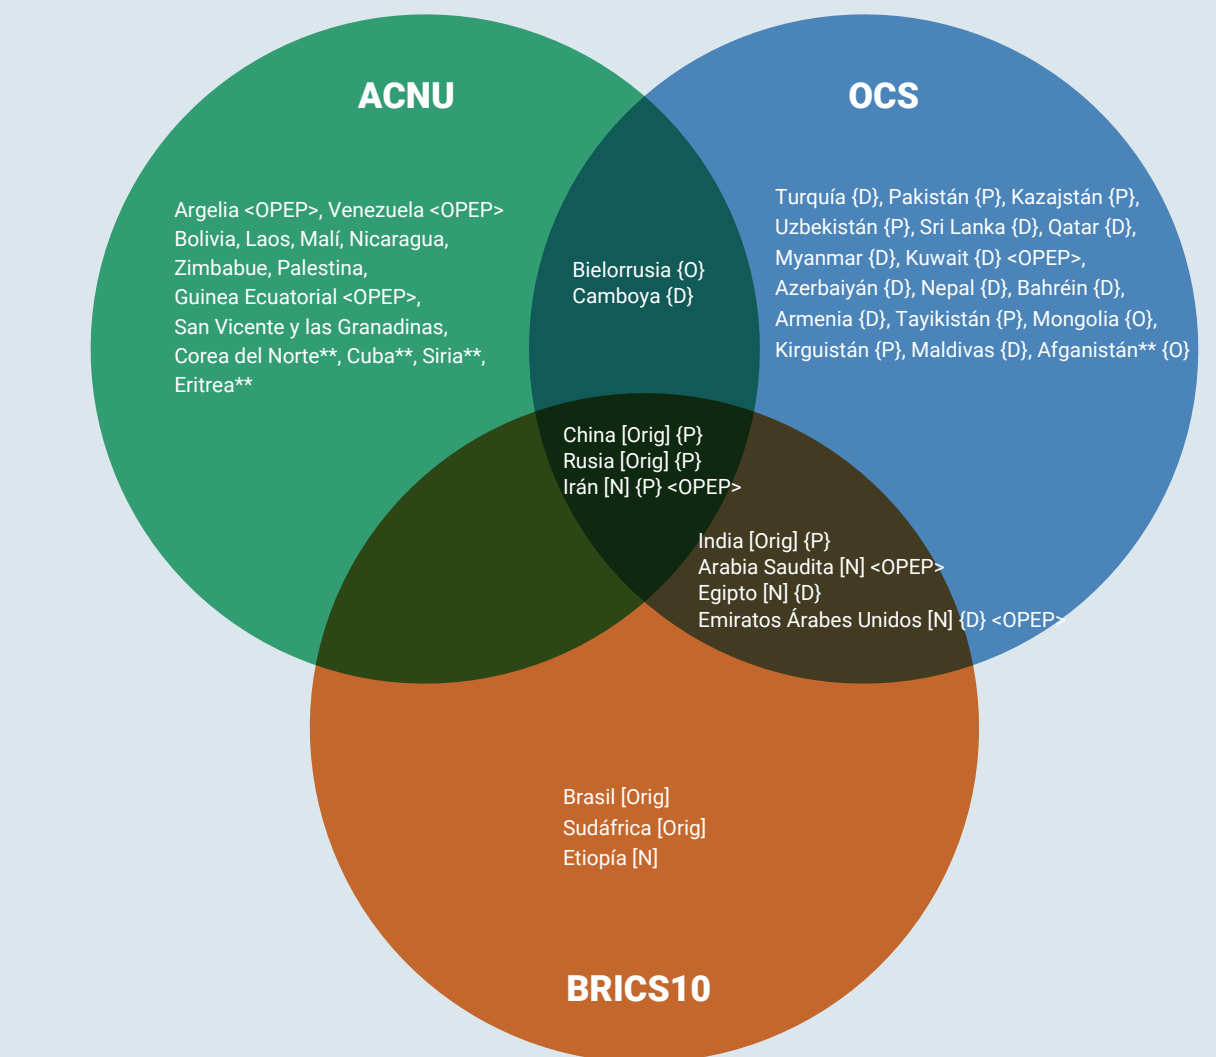 ACNU
OCS
Argelia <OPEP>, Venezuela <OPEP>
Bolivia, Laos, Malí, Nicaragua,
Zimbabue, Palestina,
Guinea Ecuatorial <OPEP>,
San Vicente y las Granadinas,
Corea del Norte**, Cuba**, Siria**,
Eritrea**
Bielorrusia {O}
Camboya {D}
Turquía {D}, Pakistán {P}, Kazajstán {P},
Uzbekistán {P}, Sri Lanka {D}, Qatar {D},
Myanmar {D}, Kuwait {D} <OPEP>,
Azerbaiyán {D}, Nepal {D}, Bahréin {D},
Armenia {D}, Tayikistán {P}, Mongolia {O},
Kirguistán {P}, Maldivas {D}, Afganistán** {O}
China [Orig] {P}
Rusia [Orig] {P}
Irán [N] {P} <OPEP>
India [Orig] {P}
Arabia Saudita [N] <OPEP>
Egipto [N] {D}
Emiratos Árabes Unidos [N] {D} <OPEP>
Brasil [Orig]
Sudáfrica [Orig]
Etiopía [N]
BRICS10